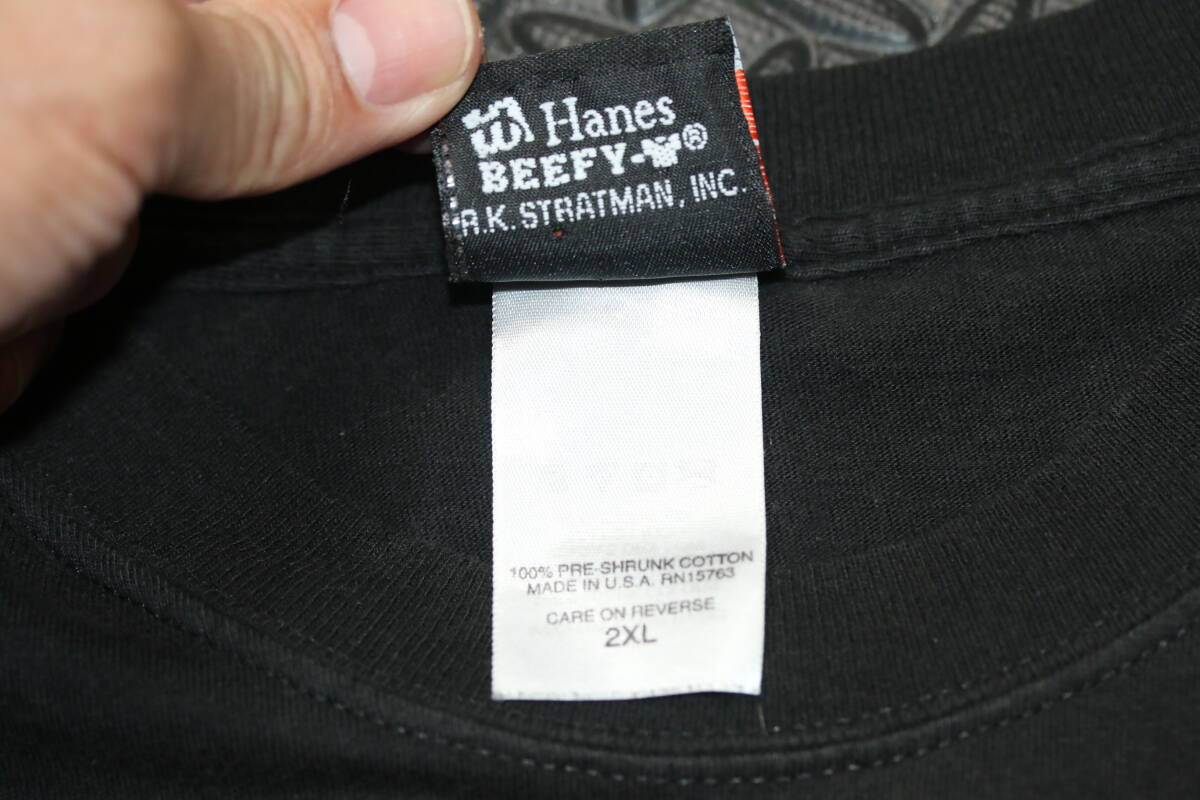 Hanes
BEEFY-T®
R.K. STRATMAN, INC.
100% PRE-SHRUNK COTTON
MADE IN U.S.A. RN15763
CARE ON REVERSE
2XL